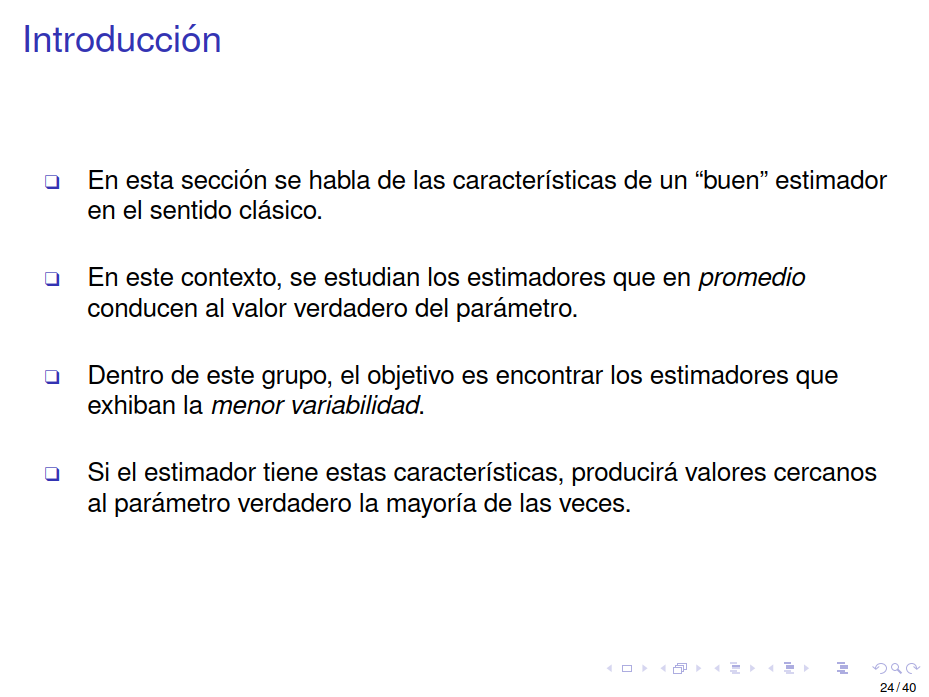 Introducción
En esta sección se habla de las características de un “buen” estimador
en el sentido clásico.
En este contexto, se estudian los estimadores que en promedio
conducen al valor verdadero del parámetro.
Dentro de este grupo, el objetivo es encontrar los estimadores que
exhiban la menor variabilidad.
Si el estimador tiene estas características, producirá valores cercanos
al parámetro verdadero la mayoría de las veces.
24 / 40